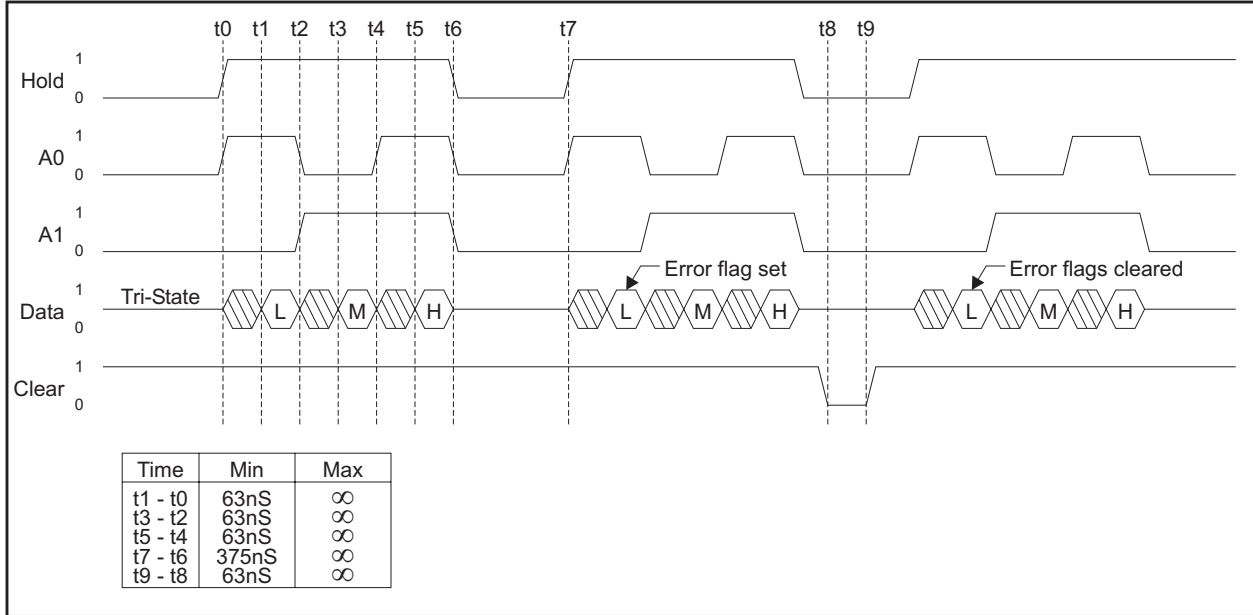 t0 t1 t2 t3 t4 t5 t6 t7 t8 t9
1
Hold
0
1
A0
0
1
A1
0
Error flag set
Error flags cleared
1
Tri-State
Data
L M H L M H L M H
0
1
Clear
0
Time Min Max
t1 - t0 63nS ∞
t3 - t2 63nS ∞
t5 - t4 63nS ∞
t7 - t6 375nS ∞
t9 - t8 63nS ∞